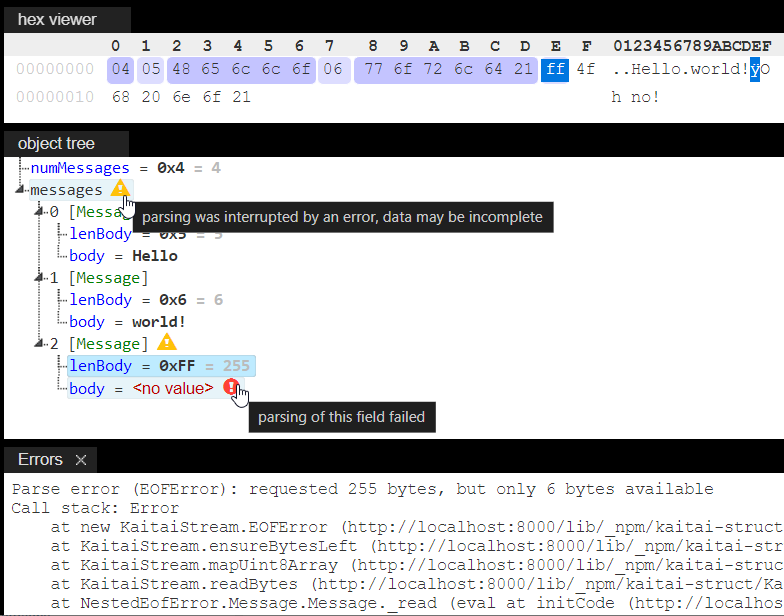 hex viewer
0 1 2 3 4 5 6 7 8 9 A B C D E F 0123456789ABCDEF
00000000 04 05 48 65 6c 6c 6f 06 77 6f 72 6c 64 21 ff 4f ..Hello.world!ÿO
00000010 68 20 6e 6f 21 h no!
object tree
numMessages = 0x4 = 4
messages
parsing was interrupted by an error, data may be incomplete
0 [Messa
lenBody = 0x5 = 5
body = Hello
1 [Message]
lenBody = 0x6 = 6
body = world!
2 [Message]
lenBody = 0xFF = 255
body = <no value>
parsing of this field failed
Errors
Parse error (EOFError): requested 255 bytes, but only 6 bytes available
Call stack: Error
at new KaitaiStream.EOFError (http://localhost:8000/lib/_npm/kaitai-struct
at KaitaiStream.ensureBytesLeft (http://localhost:8000/lib/_npm/kaitai-str
at KaitaiStream.mapUint8Array (http://localhost:8000/lib/_npm/kaitai-struc
at KaitaiStream.readBytes (http://localhost:8000/lib/_npm/kaitai-struct/Ka
at NestedEofError.Message.Message._read (eval at initCode (http://localhos